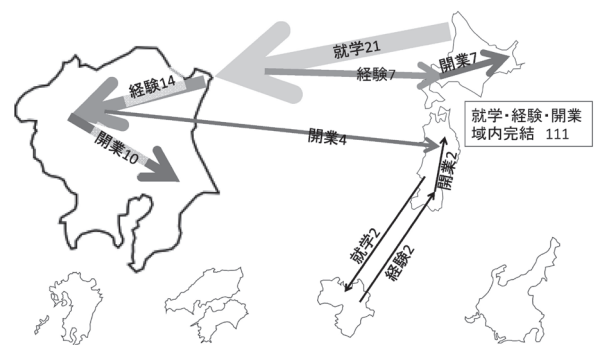 就学21
経験7
開業7
経験14
就学・経験・開業
域内完結 111
開業4
開業10
開業2
就学2
経験2